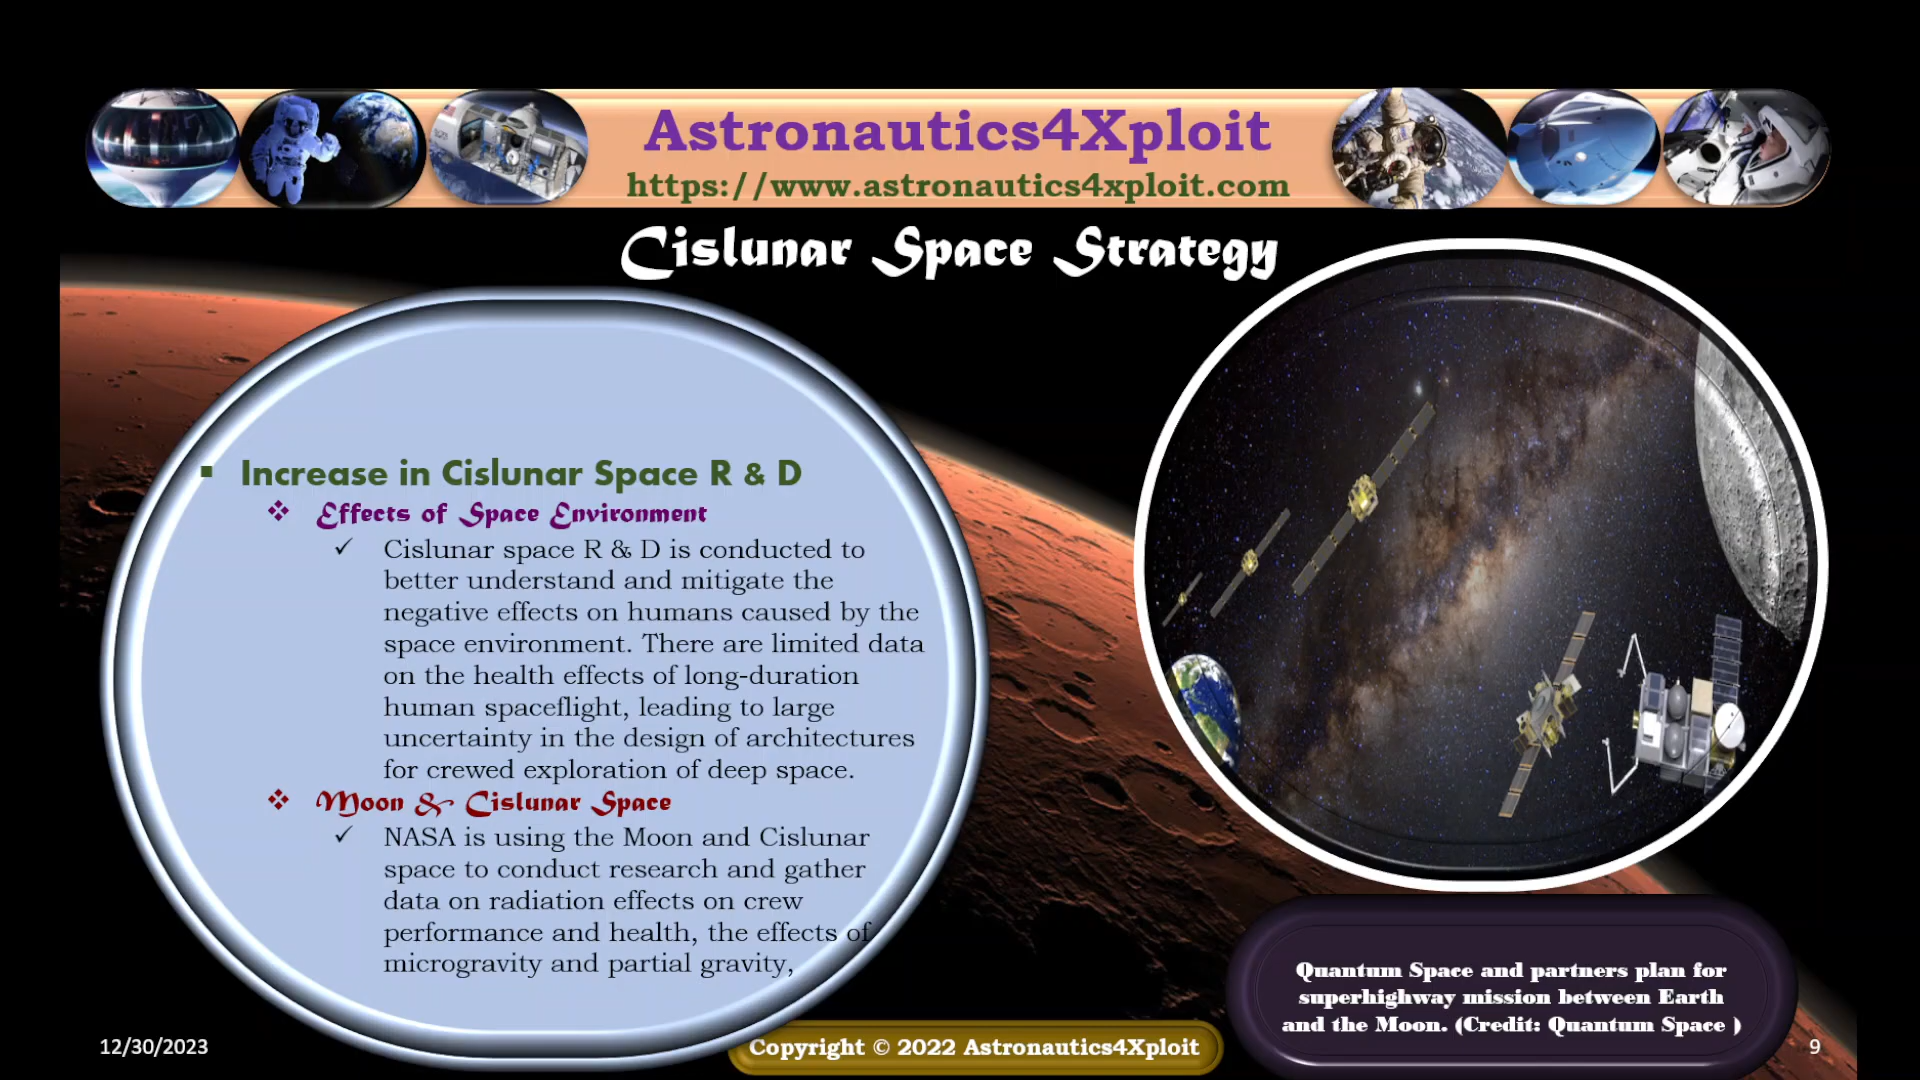 Astronautics4Xploit
https://www.astronautics4xploit.com
Cislunar Space Strategy
Increase in Cislunar Space R & D
Effects of Space Environment
Cislunar space R & D is conducted to
better understand and mitigate the
negative effects on humans caused by the
space environment. There are limited data
on the health effects of long-duration
human spaceflight, leading to large
uncertainty in the design of architectures
for crewed exploration of deep space.
Moon & Cislunar Space
NASA is using the Moon and Cislunar
space to conduct research and gather
data on radiation effects on crew
performance and health, the effects of
microgravity and partial gravity,
Quantum Space and partners plan for
superhighway mission between Earth
and the Moon. (Credit: Quantum Space )
12/30/2023
Copyright © 2022 Astronautics4Xploit
9